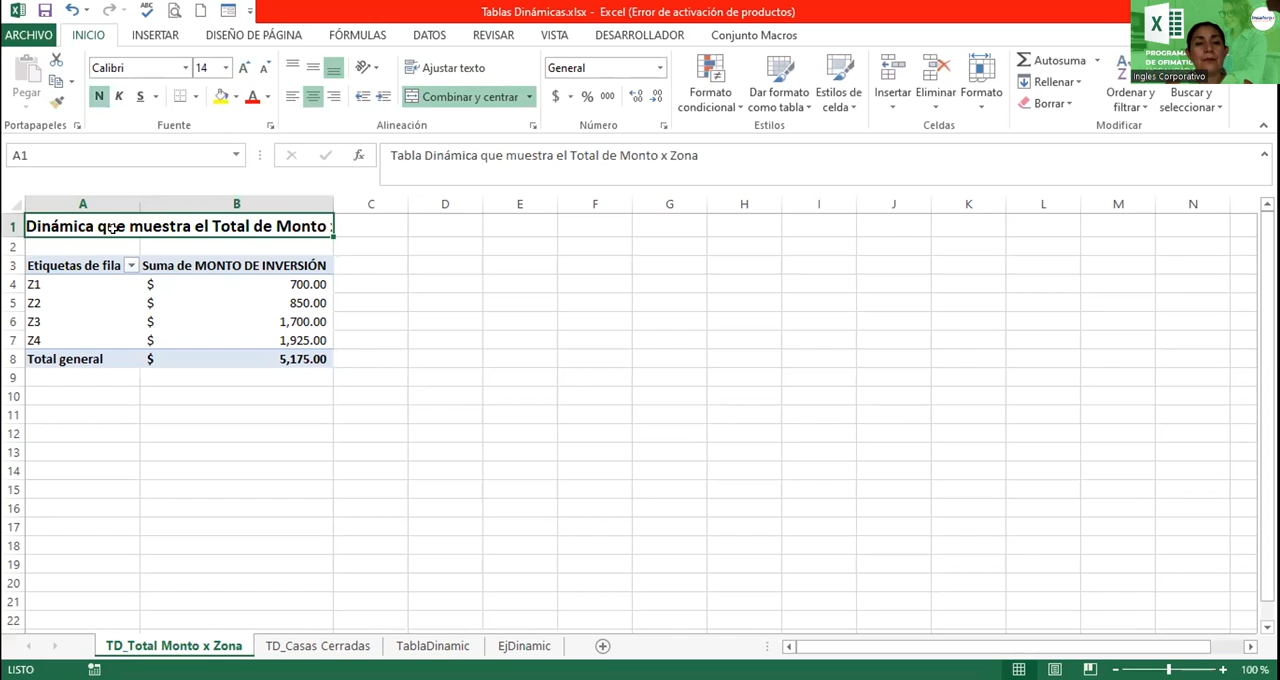 Tablas Dinámicas.xlsx - Excel (Error de activación de productos)
ARCHIVO INICIO INSERTAR DISEÑO DE PÁGINA FÓRMULAS DATOS REVISAR VISTA DESARROLLADOR Conjunto Macros
Pegar
Portapapeles
Calibri 14
N K S
Fuente
Ajustar texto
Combinar y centrar
Alineación
General
$ % 000
Número
Formato condicional
Dar formato como tabla
Estilos de celda
Estilos
Insertar Eliminar Formato
Celdas
Autosuma
Rellenar
Borrar
Ordenar y filtrar
Buscar y seleccionar
Modificar
Ingles Corporativo
A1
fx
Tabla Dinámica que muestra el Total de Monto x Zona
A B C D E F G H I J K L M N
1 Dinámica que muestra el Total de Monto
2
3 Etiquetas de fila Suma de MONTO DE INVERSIÓN
4 Z1 $ 700.00
5 Z2 $ 850.00
6 Z3 $ 1,700.00
7 Z4 $ 1,925.00
8 Total general $ 5,175.00
9
10
11
12
13
14
15
16
17
18
19
20
21
22
TD_Total Monto x Zona TD_Casas Cerradas TablaDinamic EjDinamic
LISTO
100 %